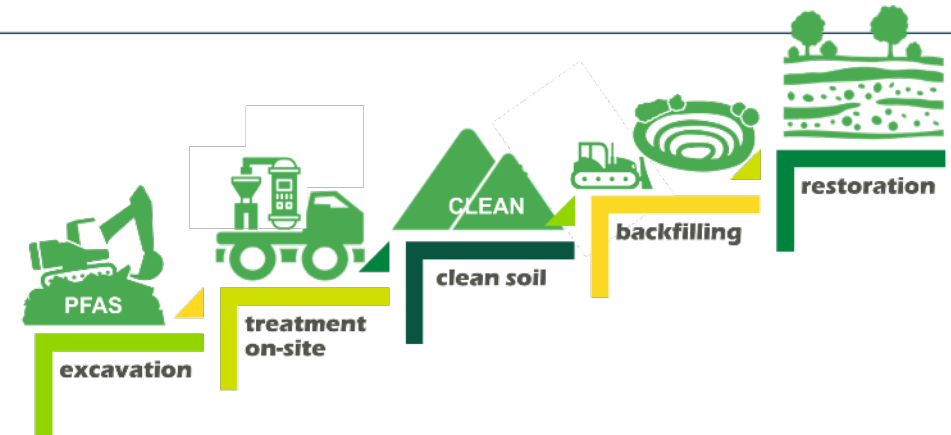 PFAS
excavation
treatment
on-site
CLEAN
clean soil
backfilling
restoration